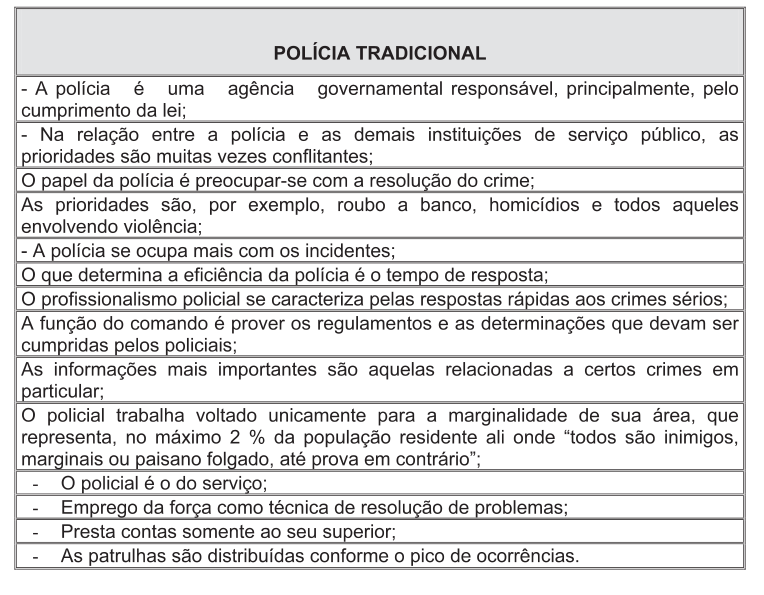 POLÍCIA TRADICIONAL
- A polícia é uma agência governamental responsável, principalmente, pelo
cumprimento da lei;
- Na relação entre a polícia e as demais instituições de serviço público, as
prioridades são muitas vezes conflitantes;
O papel da polícia é preocupar-se com a resolução do crime;
As prioridades são, por exemplo, roubo a banco, homicídios e todos aqueles
envolvendo violência;
- A polícia se ocupa mais com os incidentes;
O que determina a eficiência da polícia é o tempo de resposta;
O profissionalismo policial se caracteriza pelas respostas rápidas aos crimes sérios;
A função do comando é prover os regulamentos e as determinações que devam ser
cumpridas pelos policiais;
As informações mais importantes são aquelas relacionadas a certos crimes em
particular;
O policial trabalha voltado unicamente para a marginalidade de sua área, que
representa, no máximo 2 % da população residente ali onde “todos são inimigos,
marginais ou paisano folgado, até prova em contrário”;
- O policial é o do serviço;
- Emprego da força como técnica de resolução de problemas;
- Presta contas somente ao seu superior;
- As patrulhas são distribuídas conforme o pico de ocorrências.